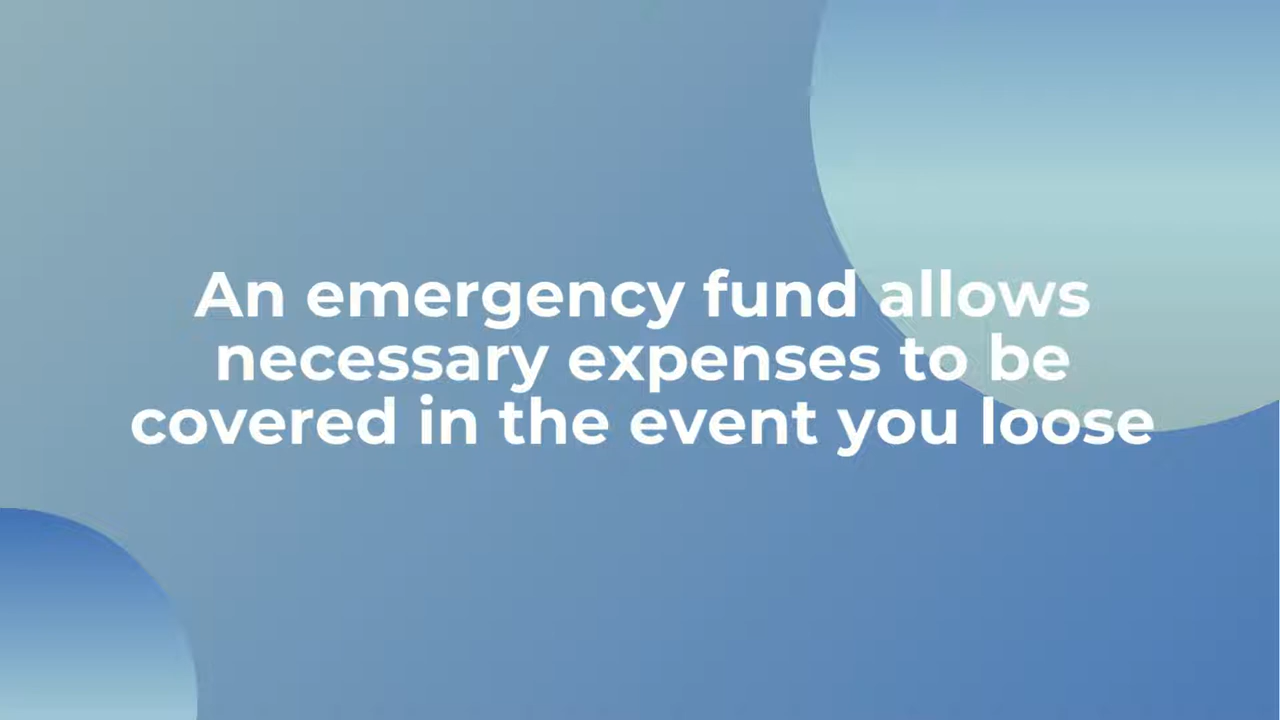 An emergency fund allows
necessary expenses to be
covered in the event you loose